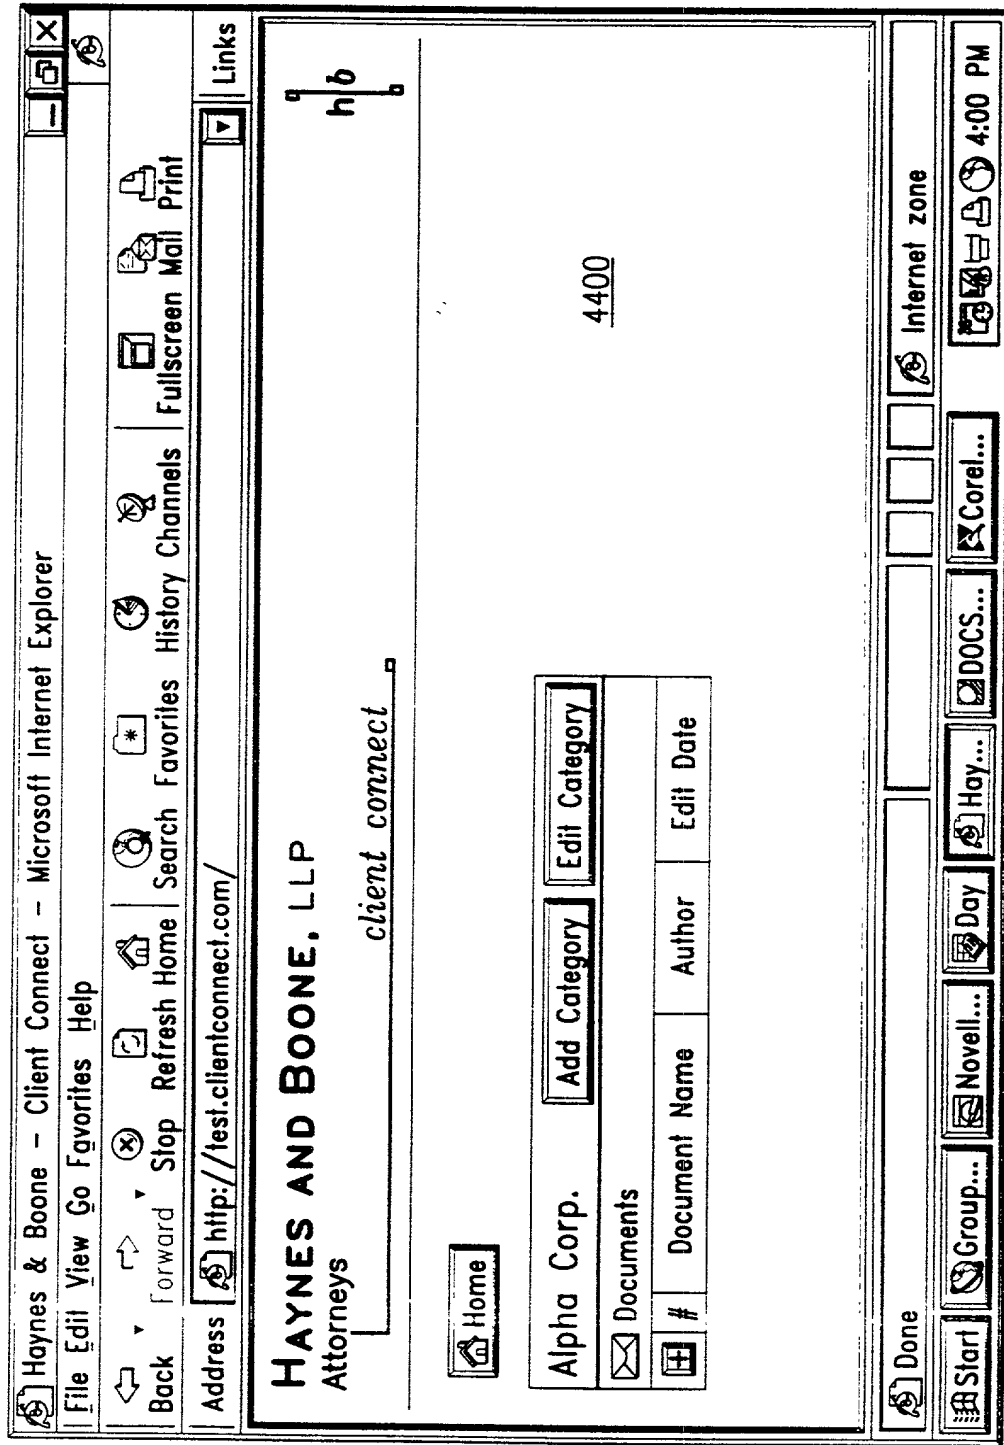 Haynes & Boone – Client Connect – Microsoft Internet Explorer
File Edit View Go Favorites Help
Back Forward Stop Refresh Home Search Favorites History Channels Fullscreen Mail Print
Address http://test.clientconnect.com/ Links
HAYNES AND BOONE, LLP
Attorneys
client connect
h b
Home
Alpha Corp. Add Category Edit Category
Documents
# Document Name Author Edit Date
4400
Done Internet zone
Start Group... Novell... Day Hay... DOCS... Corel... 4:00 PM